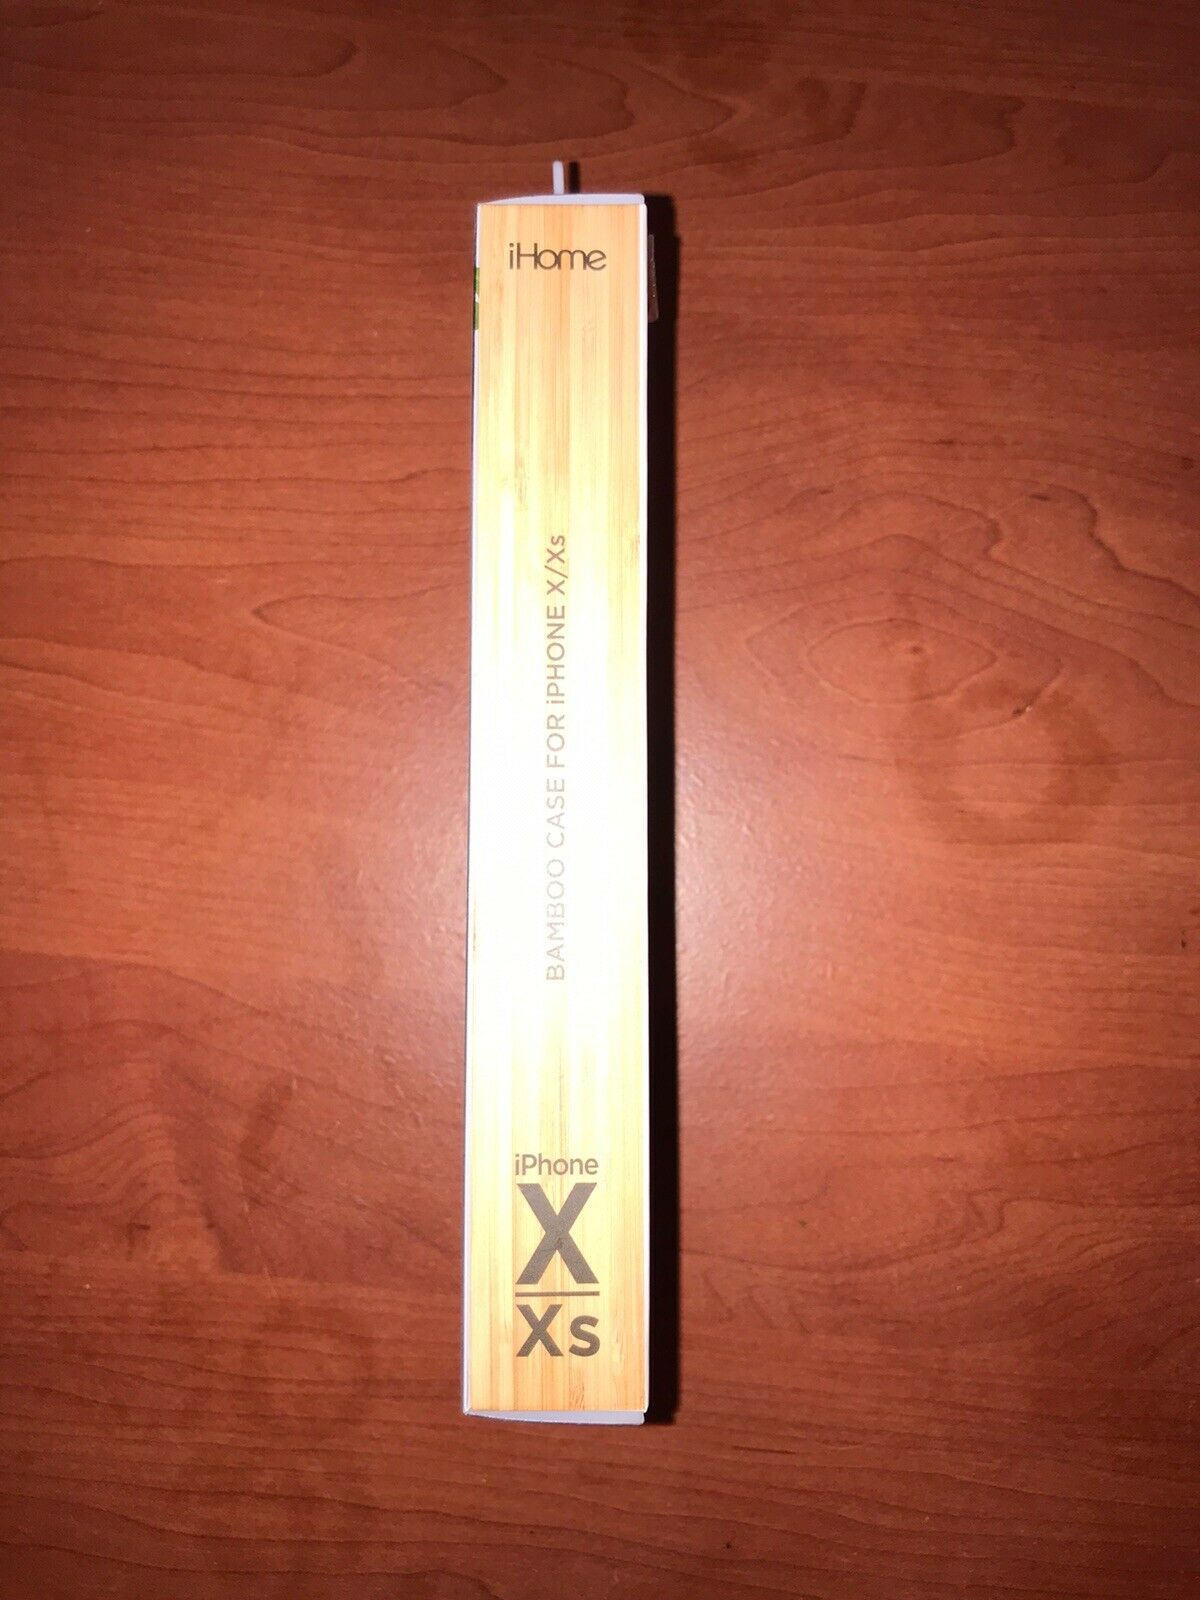 iHome
BAMBOO CASE FOR iPHONE X/Xs
iPhone
X
Xs